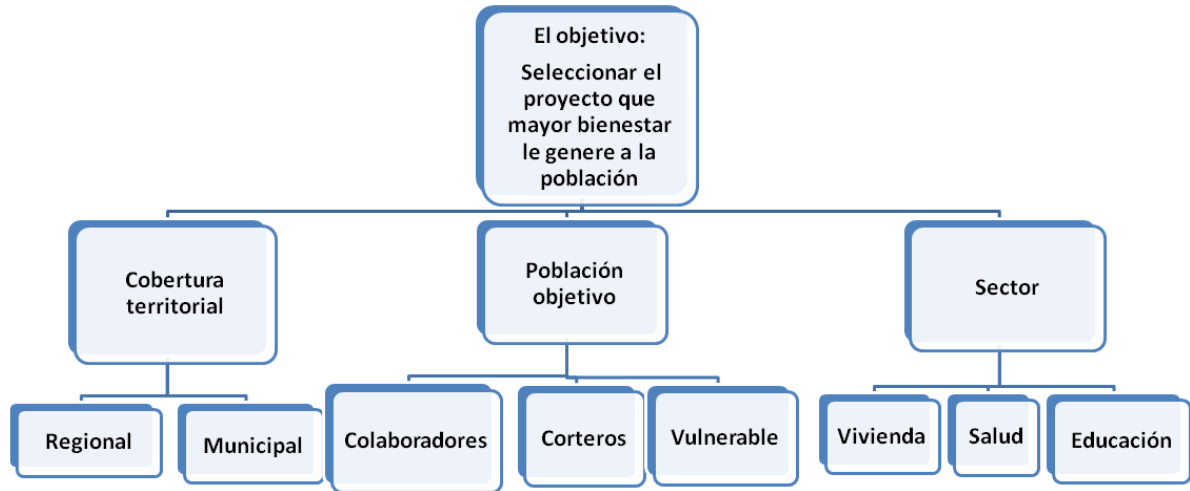 El objetivo:
Seleccionar el
proyecto que
mayor bienestar
le genere a la
población
Cobertura
territorial
Población
objetivo
Sector
Regional
Municipal
Colaboradores
Corteros
Vulnerable
Vivienda
Salud
Educación